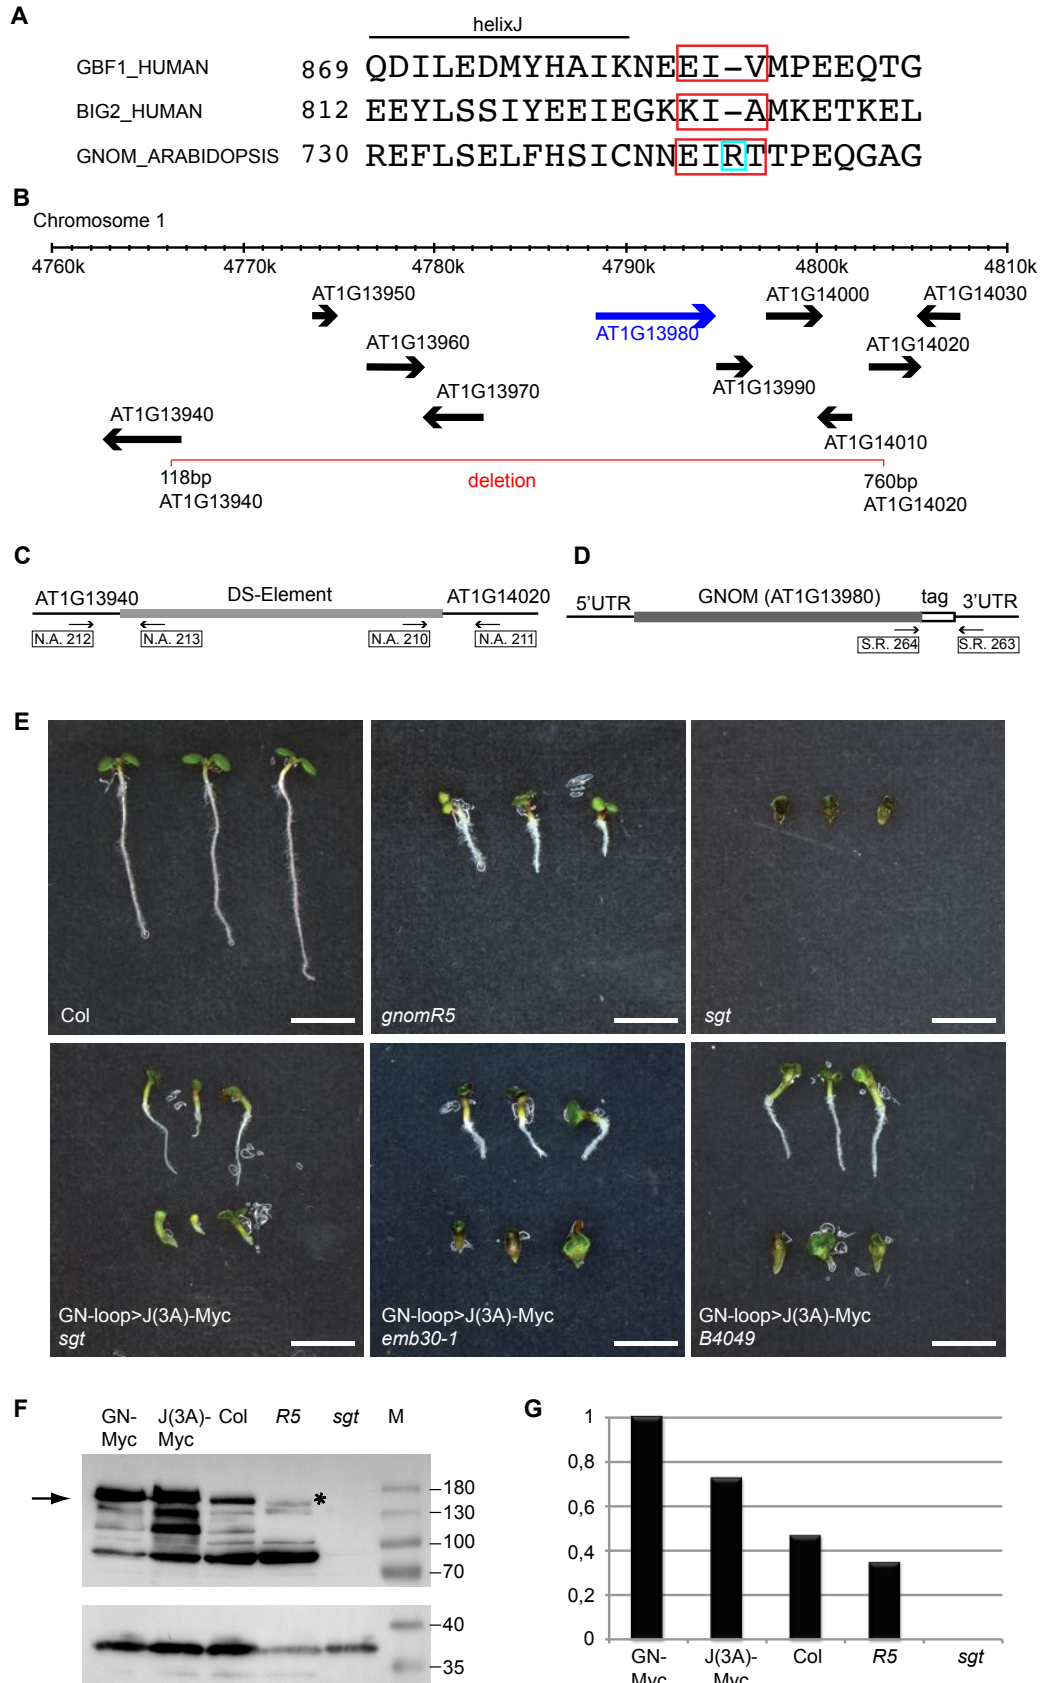 A
helixJ
GBF1_HUMAN 869 QDILEDMYHAIKNEEI-VMPEEQTG
BIG2_HUMAN 812 EEYLSSIYEEIEGKKI-AMKETKEL
GNOM_ARABIDOPSIS 730 REFLSELFHSICNNEIRTTPEQGAG
B
Chromosome 1
4760k 4770k 4780k 4790k 4800k 4810k
AT1G13950 AT1G14000 AT1G14030
AT1G13960 AT1G13980 AT1G14020
AT1G13970 AT1G13990
AT1G13940 AT1G14010
118bp deletion 760bp
AT1G13940 AT1G14020
C
AT1G13940 DS-Element AT1G14020
N.A. 212 N.A. 213 N.A. 210 N.A. 211
D
5'UTR GNOM (AT1G13980) tag 3'UTR
S.R. 264 S.R. 263
E
Col gnomR5 sgt
GN-loop>J(3A)-Myc
sgt
GN-loop>J(3A)-Myc
emb30-1
GN-loop>J(3A)-Myc
B4049
F
GN- J(3A)- Col R5 sgt M
Myc Myc
*
180
130
100
70
40
35
G
1
0,8
0,6
0,4
0,2
0
GN- J(3A)- Col R5 sgt
Myc Myc